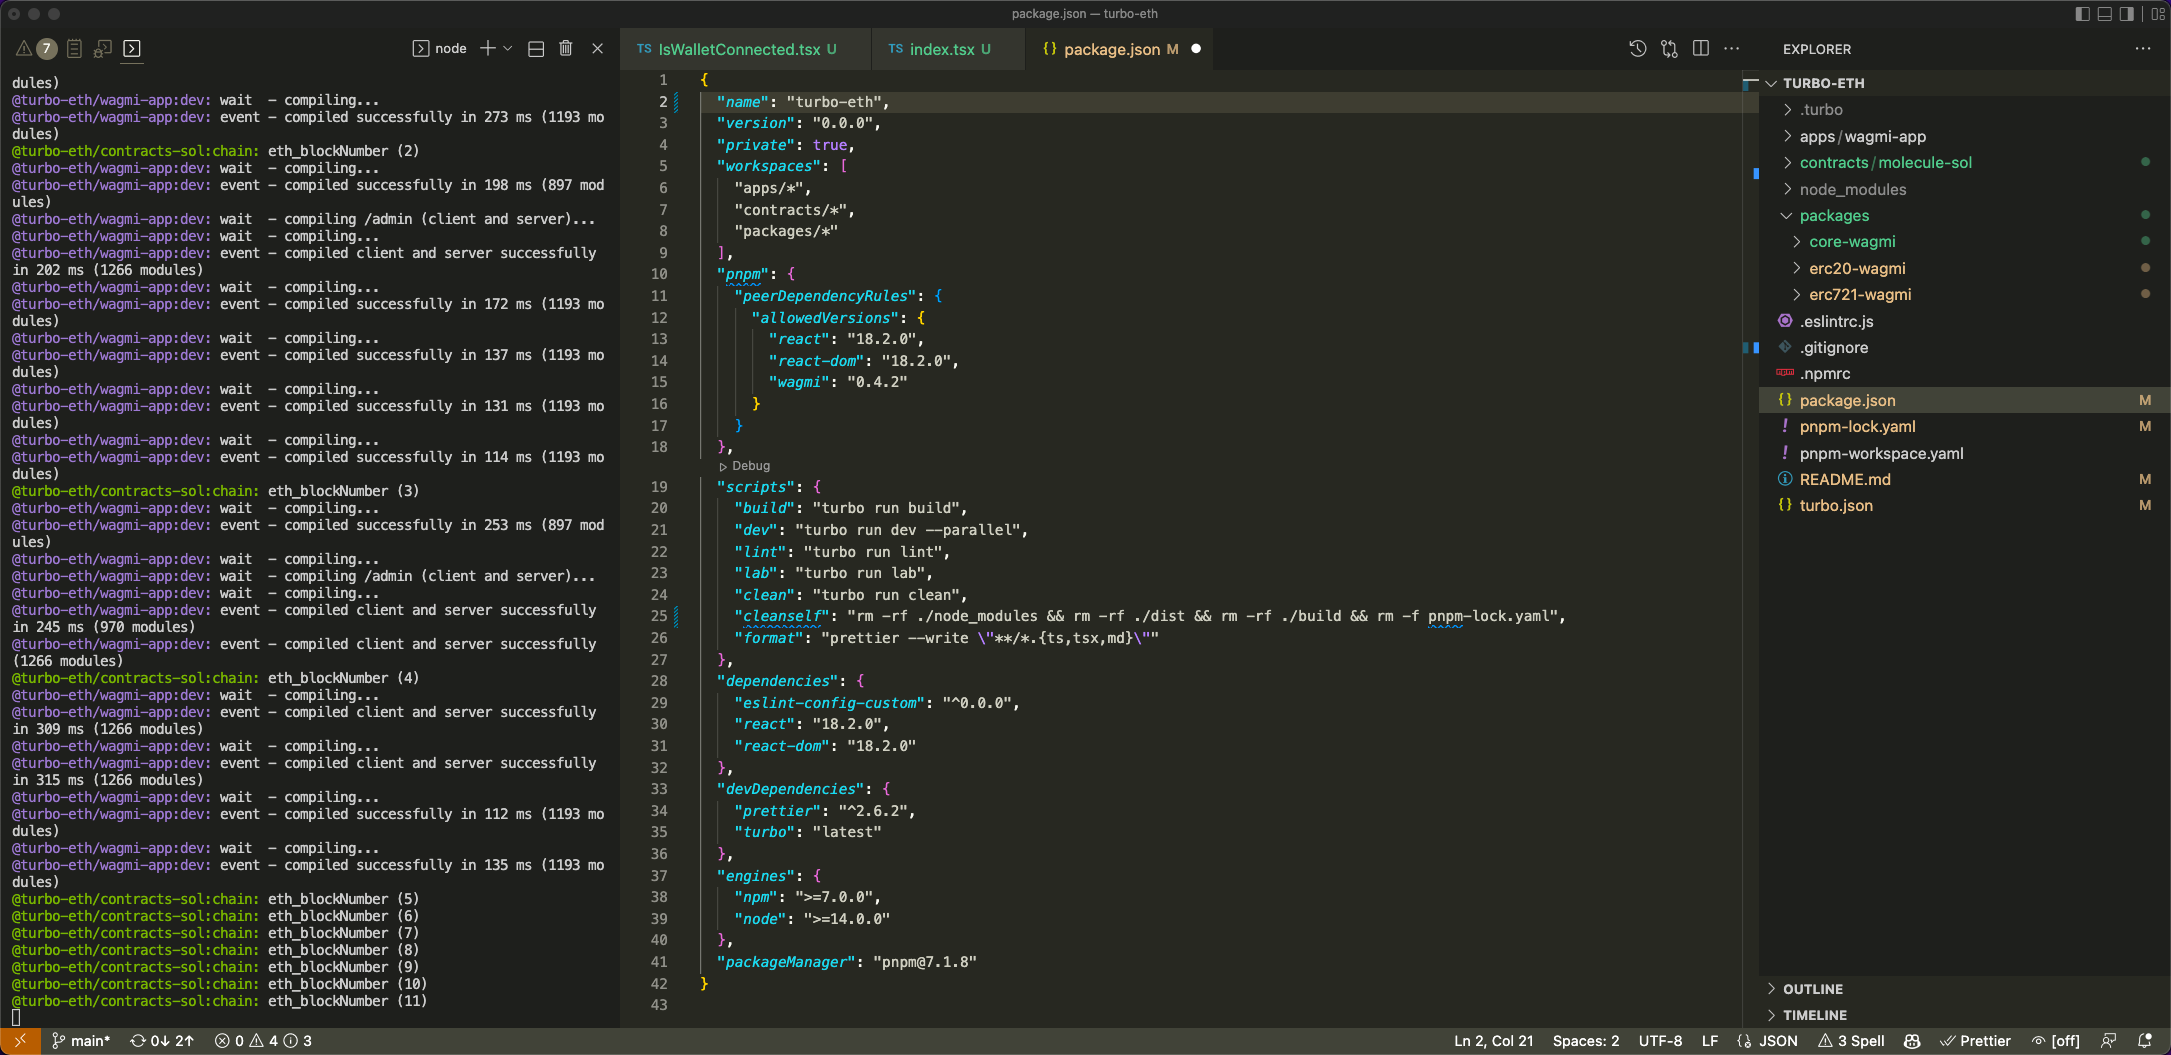 package.json — turbo-eth
7
node
dules)
@turbo-eth/wagmi-app:dev: wait  - compiling...
@turbo-eth/wagmi-app:dev: event - compiled successfully in 273 ms (1193 mo
dules)
@turbo-eth/contracts-sol:chain: eth_blockNumber (2)
@turbo-eth/wagmi-app:dev: wait  - compiling...
@turbo-eth/wagmi-app:dev: event - compiled successfully in 198 ms (897 mod
ules)
@turbo-eth/wagmi-app:dev: wait  - compiling /admin (client and server)...
@turbo-eth/wagmi-app:dev: wait  - compiling...
@turbo-eth/wagmi-app:dev: event - compiled client and server successfully
in 202 ms (1266 modules)
@turbo-eth/wagmi-app:dev: wait  - compiling...
@turbo-eth/wagmi-app:dev: event - compiled successfully in 172 ms (1193 mo
dules)
@turbo-eth/wagmi-app:dev: wait  - compiling...
@turbo-eth/wagmi-app:dev: event - compiled successfully in 137 ms (1193 mo
dules)
@turbo-eth/wagmi-app:dev: wait  - compiling...
@turbo-eth/wagmi-app:dev: event - compiled successfully in 131 ms (1193 mo
dules)
@turbo-eth/wagmi-app:dev: wait  - compiling...
@turbo-eth/wagmi-app:dev: event - compiled successfully in 114 ms (1193 mo
dules)
@turbo-eth/contracts-sol:chain: eth_blockNumber (3)
@turbo-eth/wagmi-app:dev: wait  - compiling...
@turbo-eth/wagmi-app:dev: event - compiled successfully in 253 ms (897 mod
ules)
@turbo-eth/wagmi-app:dev: wait  - compiling...
@turbo-eth/wagmi-app:dev: wait  - compiling /admin (client and server)...
@turbo-eth/wagmi-app:dev: wait  - compiling...
@turbo-eth/wagmi-app:dev: event - compiled client and server successfully
in 245 ms (970 modules)
@turbo-eth/wagmi-app:dev: event - compiled client and server successfully
(1266 modules)
@turbo-eth/contracts-sol:chain: eth_blockNumber (4)
@turbo-eth/wagmi-app:dev: wait  - compiling...
@turbo-eth/wagmi-app:dev: event - compiled client and server successfully
in 309 ms (1266 modules)
@turbo-eth/wagmi-app:dev: wait  - compiling...
@turbo-eth/wagmi-app:dev: event - compiled client and server successfully
in 315 ms (1266 modules)
@turbo-eth/wagmi-app:dev: wait  - compiling...
@turbo-eth/wagmi-app:dev: event - compiled successfully in 112 ms (1193 mo
dules)
@turbo-eth/wagmi-app:dev: wait  - compiling...
@turbo-eth/wagmi-app:dev: event - compiled successfully in 135 ms (1193 mo
dules)
@turbo-eth/contracts-sol:chain: eth_blockNumber (5)
@turbo-eth/contracts-sol:chain: eth_blockNumber (6)
@turbo-eth/contracts-sol:chain: eth_blockNumber (7)
@turbo-eth/contracts-sol:chain: eth_blockNumber (8)
@turbo-eth/contracts-sol:chain: eth_blockNumber (9)
@turbo-eth/contracts-sol:chain: eth_blockNumber (10)
@turbo-eth/contracts-sol:chain: eth_blockNumber (11)
TS IsWalletConnected.tsx U
TS index.tsx U
{} package.json M
1 {
2   "name": "turbo-eth",
3   "version": "0.0.0",
4   "private": true,
5   "workspaces": [
6     "apps/*",
7     "contracts/*",
8     "packages/*"
9   ],
10   "pnpm": {
11     "peerDependencyRules": {
12       "allowedVersions": {
13         "react": "18.2.0",
14         "react-dom": "18.2.0",
15         "wagmi": "0.4.2"
16       }
17     }
18   },
Debug
19   "scripts": {
20     "build": "turbo run build",
21     "dev": "turbo run dev --parallel",
22     "lint": "turbo run lint",
23     "lab": "turbo run lab",
24     "clean": "turbo run clean",
25     "cleanself": "rm -rf ./node_modules && rm -rf ./dist && rm -rf ./build && rm -f pnpm-lock.yaml",
26     "format": "prettier --write \"**/*.{ts,tsx,md}\""
27   },
28   "dependencies": {
29     "eslint-config-custom": "^0.0.0",
30     "react": "18.2.0",
31     "react-dom": "18.2.0"
32   },
33   "devDependencies": {
34     "prettier": "^2.6.2",
35     "turbo": "latest"
36   },
37   "engines": {
38     "npm": ">=7.0.0",
39     "node": ">=14.0.0"
40   },
41   "packageManager": "pnpm@7.1.8"
42 }
43
EXPLORER
TURBO-ETH
.turbo
apps/wagmi-app
contracts/molecule-sol
node_modules
packages
core-wagmi
erc20-wagmi
erc721-wagmi
.eslintrc.js
.gitignore
npm .npmrc
{} package.json M
! pnpm-lock.yaml M
! pnpm-workspace.yaml
README.md M
{} turbo.json M
OUTLINE
TIMELINE
main* 0↓ 2↑ 0 4 3
Ln 2, Col 21 Spaces: 2 UTF-8 LF {} JSON 3 Spell Prettier [off]